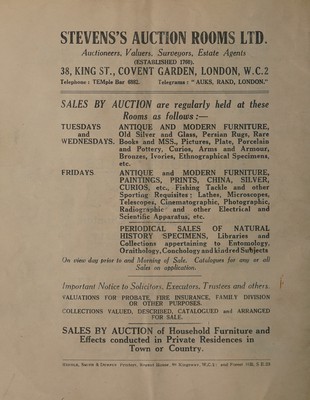 STEVENS'S AUCTION ROOMS LTD.
Auctioneers, Valuers, Surveyors, Estate Agents
(ESTABLISHED 1760).
38, KING ST., COVENT GARDEN, LONDON, W.C.2
Telephone : TEMple Bar Telegrams : " AUKS, RAND, LONDON."
SALES BY AUCTION are regularly held at these
Rooms as follows :—
TUESDAYS ANTIQUE AND MODERN FURNITURE,
and Old Silver and Glass, Persian Rugs, Rare
WEDNESDAYS. Books and MSS., Pictures, Plate, Porcelain
and Pottery, Curios, Arms and Armour,
Bronzes, Ivories, Ethnographical Specimens,
etc.
FRIDAYS ANTIQUE and MODERN FURNITURE,
PAINTINGS, PRINTS, CHINA, SILVER,
CURIOS, etc., Fishing Tackle and other
Sporting Requisites ; Lathes, Microscopes,
Telescopes, Cinematographic, Photographic,
Radiographic and other Electrical and
Scientific Apparatus, etc.
PERIODICAL SALES OF NATURAL
HISTORY SPECIMENS, Libraries and
Collections appertaining to Entomology,
Ornithology, Conchology and kindred Subjects
On view day prior to and Morning of Sale. Catalogues for any or all
Sales on application.
Important Notice to Solicitors, Executors, Trustees and others.
VALUATIONS FOR PROBATE, FIRE INSURANCE, FAMILY DIVISION
OR OTHER PURPOSES.
COLLECTIONS VALUED, DESCRIBED, CATALOGUED and ARRANGED
FOR SALE.
SALES BY AUCTION of Household Furniture and
Effects conducted in Private Residences in
Town or Country.
Printers, Kingsway, W.C.2 ; and Forest Hill, S.E.23